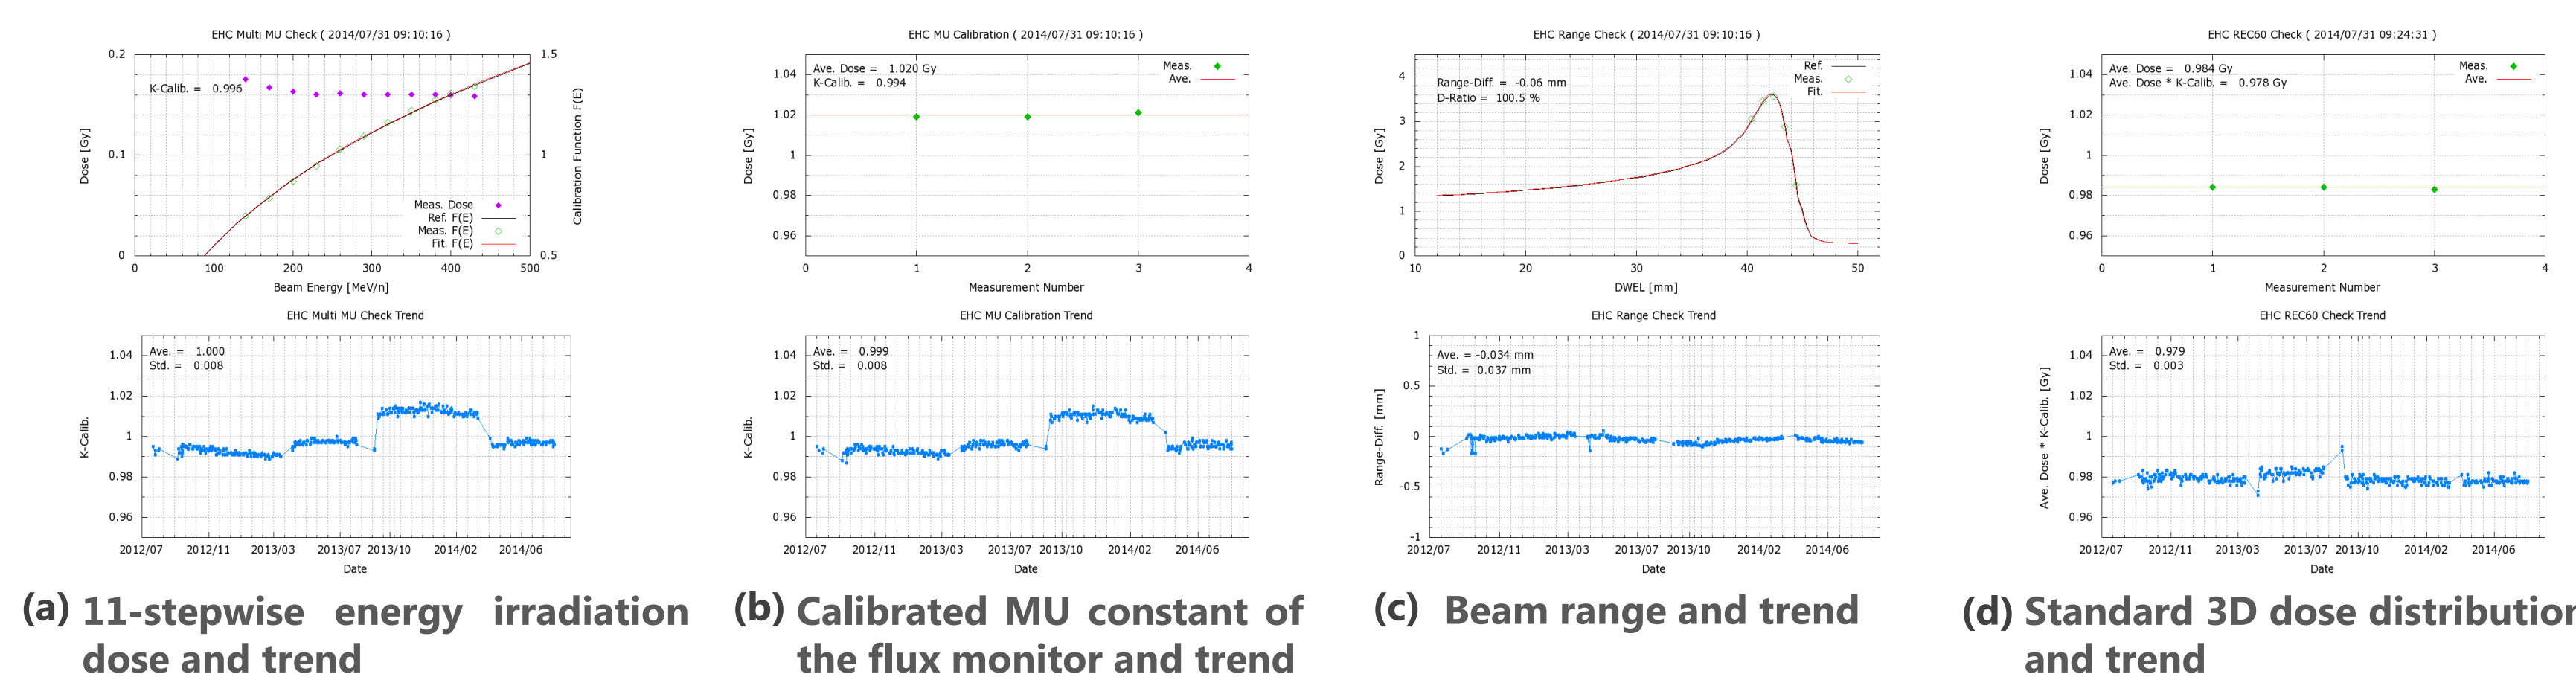 EHC Multi MU Check ( 2014/07/31 09:10:16 )
0.2
0.1
0
1.5
1
0.5
K-Calib. = 0.996
Dose [Gy]
Calibration Function F(E)
Meas. Dose
Ref. F(E)
Meas. F(E)
Fit. F(E)
0 100 200 300 400 500
Beam Energy [MeV/n]
EHC Multi MU Check Trend
Ave. = 1.000
Std. = 0.008
1.04
1.02
1
0.98
0.96
K-Calib.
2012/07 2012/11 2013/03 2013/07 2013/10 2014/02 2014/06
Date
(a) 11-stepwise energy irradiation
dose and trend
EHC MU Calibration ( 2014/07/31 09:10:16 )
Ave. Dose = 1.020 Gy
K-Calib. = 0.994
Meas.
Ave.
1.04
1.02
1
0.98
0.96
Dose [Gy]
0 1 2 3 4
Measurement Number
EHC MU Calibration Trend
Ave. = 0.999
Std. = 0.008
1.04
1.02
1
0.98
0.96
K-Calib.
2012/07 2012/11 2013/03 2013/07 2013/10 2014/02 2014/06
Date
(b) Calibrated MU constant of
the flux monitor and trend
EHC Range Check ( 2014/07/31 09:10:16 )
Range-Diff. = -0.06 mm
D-Ratio = 100.5 %
Ref.
Meas.
Fit.
4
3
2
1
0
Dose [Gy]
10 20 30 40 50
DWEL [mm]
EHC Range Check Trend
Ave. = -0.034 mm
Std. = 0.037 mm
1
0.5
0
-0.5
-1
Range-Diff. [mm]
2012/07 2012/11 2013/03 2013/07 2013/10 2014/02 2014/06
Date
(c) Beam range and trend
EHC REC60 Check ( 2014/07/31 09:24:31 )
Ave. Dose = 0.984 Gy
Ave. Dose * K-Calib. = 0.978 Gy
Meas.
Ave.
1.04
1.02
1
0.98
0.96
Dose [Gy]
0 1 2 3 4
Measurement Number
EHC REC60 Check Trend
Ave. = 0.979
Std. = 0.003
1.04
1.02
1
0.98
0.96
Ave. Dose * K-Calib. [Gy]
2012/07 2012/11 2013/03 2013/07 2013/10 2014/02 2014/06
Date
(d) Standard 3D dose distribution
and trend